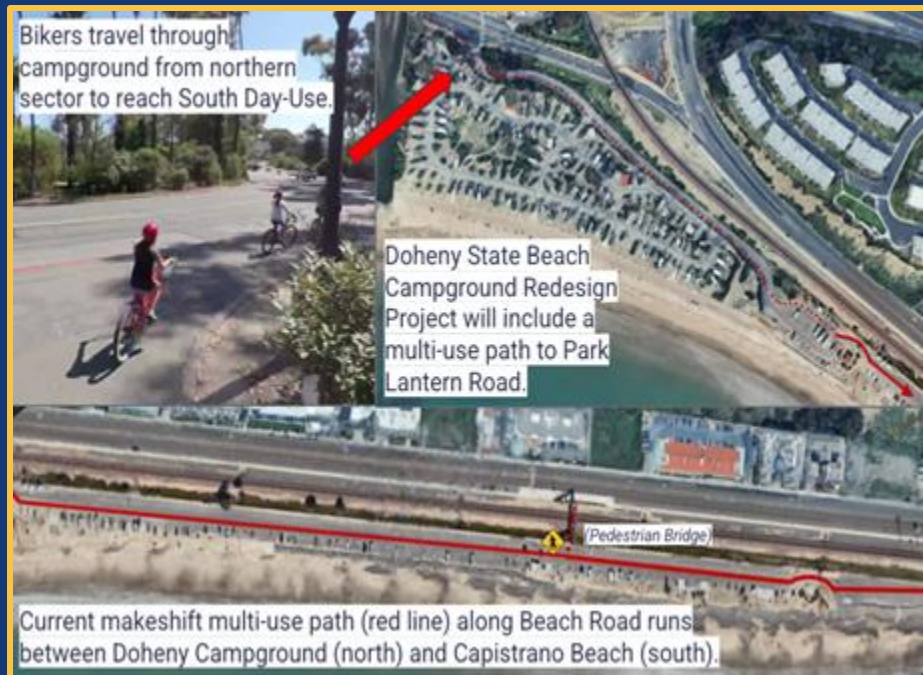 Bikers travel through
campground from northern
sector to reach South Day-Use.
Doheny State Beach
Campground Redesign
Project will include a
multi-use path to Park
Lantern Road.
(Pedestrian Bridge)
Current makeshift multi-use path (red line) along Beach Road runs
between Doheny Campground (north) and Capistrano Beach (south).